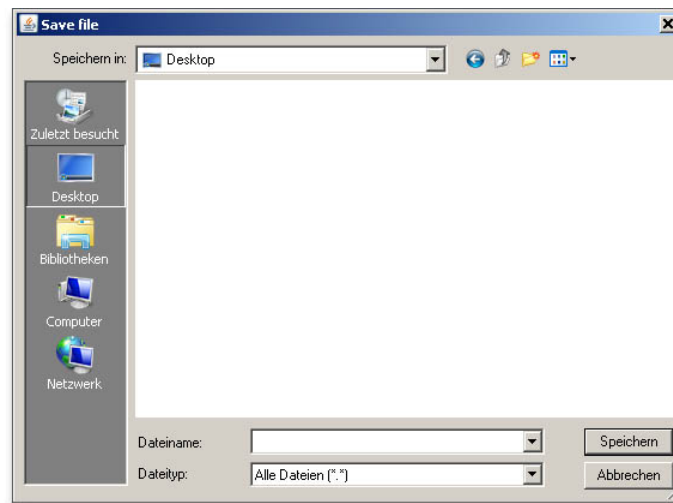 Save file
Speichern in:
Desktop
Zuletzt besucht
Desktop
Bibliotheken
Computer
Netzwerk
Dateiname:
Speichern
Dateityp:
Alle Dateien (*.*)
Abbrechen